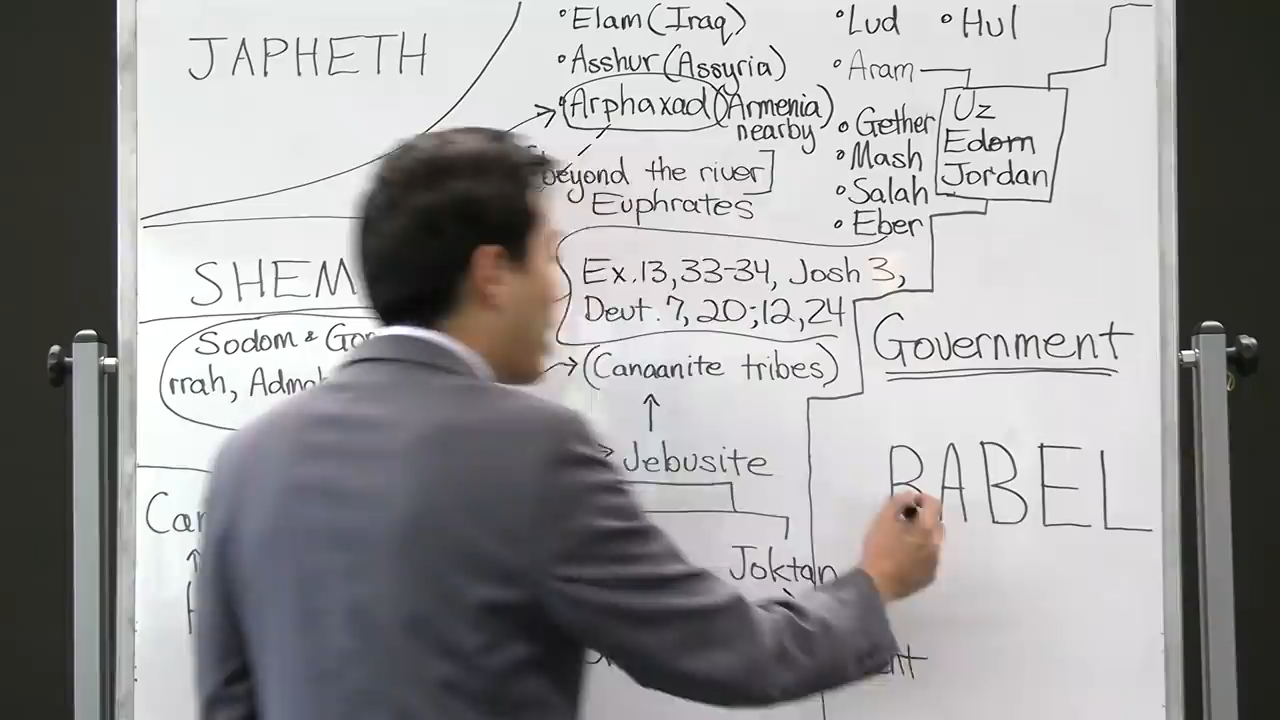 JAPHETH
•Elam (Iraq)
•Asshur (Assyria)
•Arphaxad (Armenia)
nearby
beyond the river]
Euphrates
•Lud •Hul
•Aram
•Gether
•Mash
•Salah
•Eber
Uz
Edom
Jordan
SHEM
Sodom &
rrah,
Ex.13,33-34, Josh 3,
Deut. 7,20;12,24
(Canaanite tribes)
Jebusite
Joktan
Government
BABEL